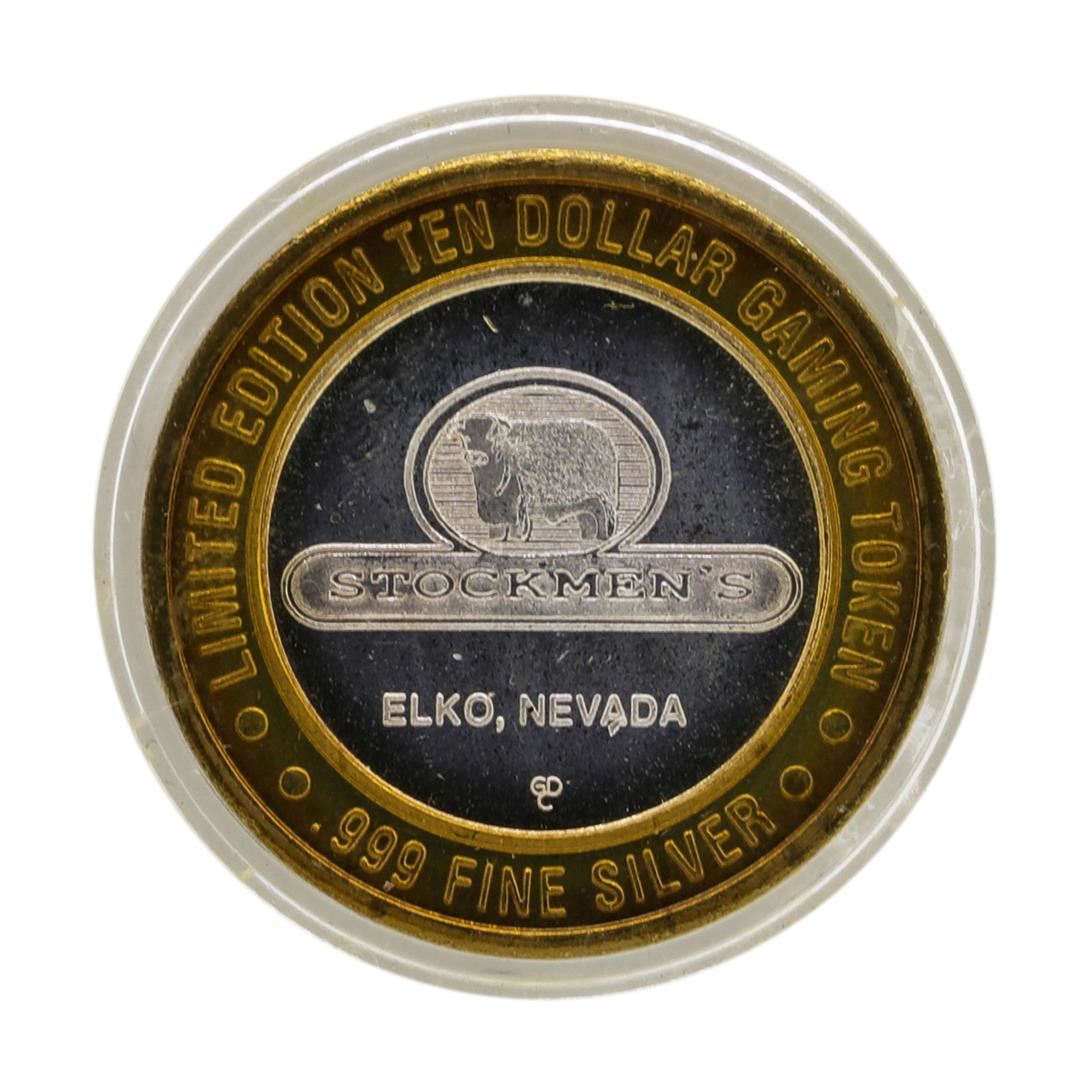 LIMITED EDITION TEN DOLLAR GAMING TOKEN
STOCKMEN'S
ELKO, NEVADA
GDC
.999 FINE SILVER